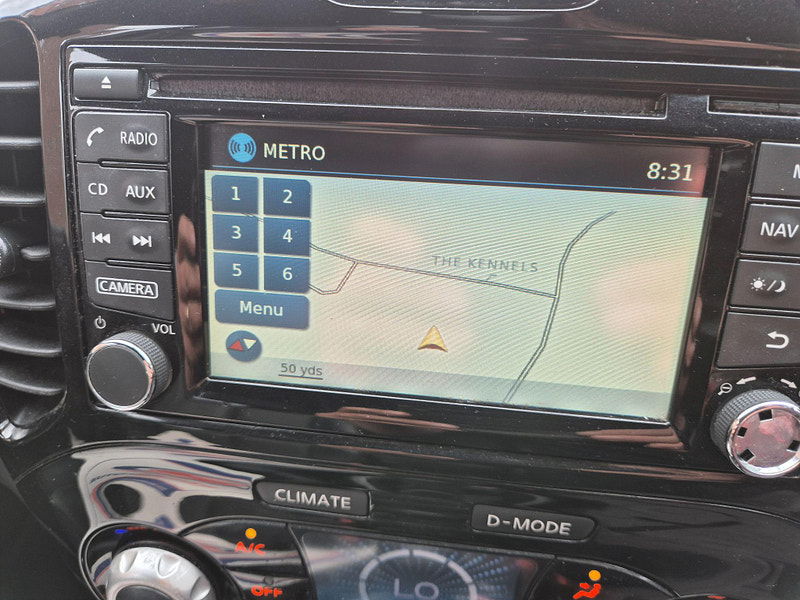 RADIO
CD AUX
CAMERA
VOL
METRO
8:31
1 2
3 4
5 6
Menu
50 yds
THE KENNELS
NAV
CLIMATE
D-MODE
A/C
OFF
LO